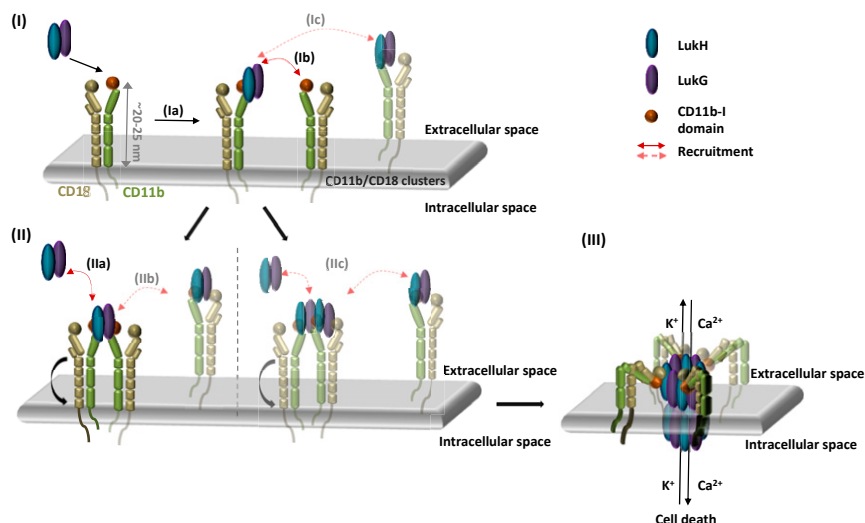 (I)
(Ic)
(Ib)
(Ia)
~20-25 nm
Extracellular space
CD18
CD11b
CD11b/CD18 clusters
Intracellular space
LukH
LukG
CD11b-I
domain
Recruitment
(II)
(IIa)
(IIb)
(IIc)
Extracellular space
Intracellular space
(III)
K⁺
Ca²⁺
Extracellular space
Intracellular space
K⁺
Ca²⁺
Cell death